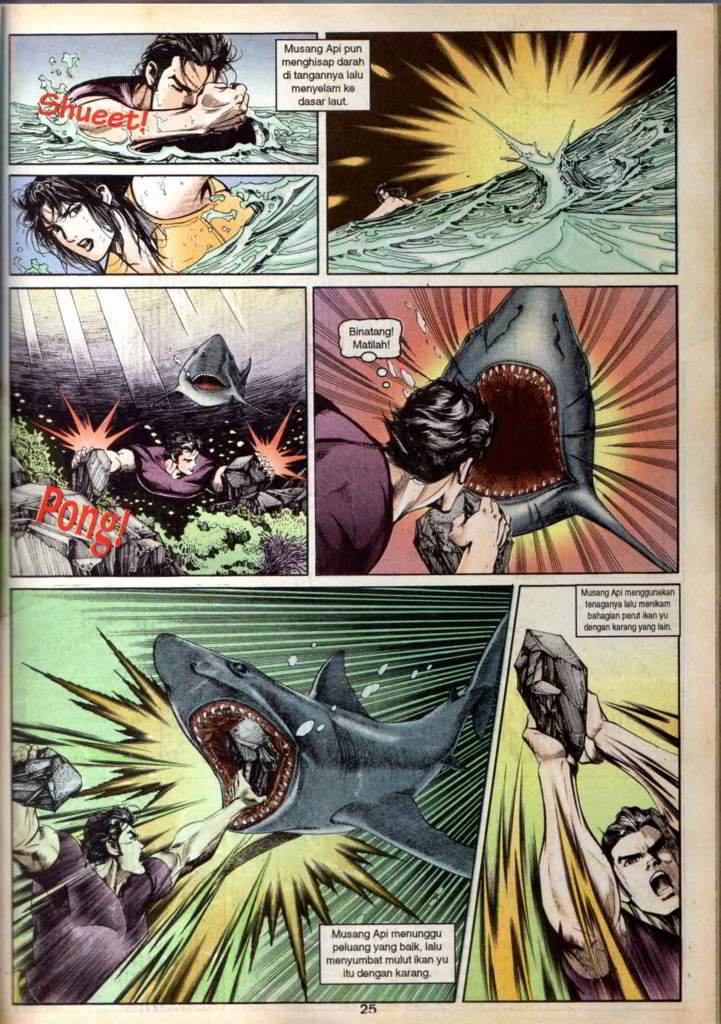 Musang Api pun
menghisap darah
di tangannya lalu
menyelam ke
dasar laut.
Shueet!
Binatang!
Matilah!
Pong!
Musang Api menunggu
peluang yang baik, lalu
menyumbat mulut ikan yu
itu dengan karang.
Musang Api menggunakan
tenaganya lalu menikam
bahagian perut ikan yu
dengan karang yang lain.
25